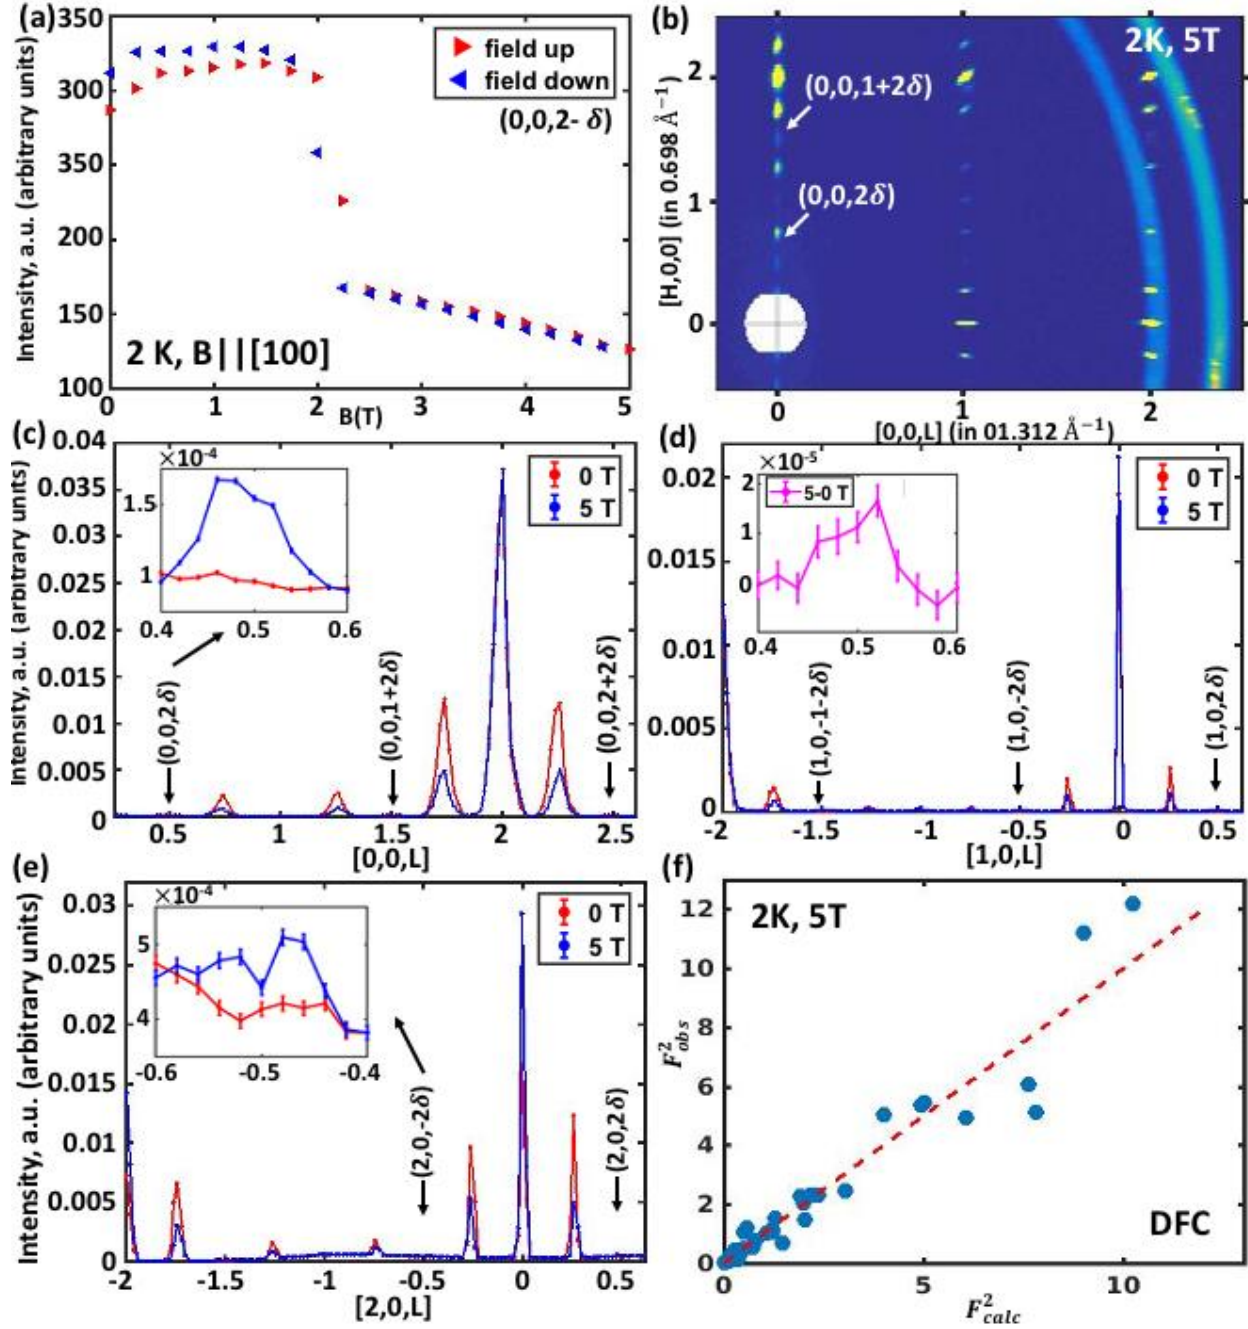 (a)
350
300
350
300
250
200
150
100
0
1
2
3
4
5
B(T)
Intensity, a.u. (arbitrary units)
field up
field down
(0,0,2- δ)
2 K, B||[100]
(b)
2K, 5T
(0,0,1+2δ)
(0,0,2δ)
2
1
0
[H,0,0] (in 0.698 Å⁻¹)
0
1
2
[0,0,L] (in 01.312 Å⁻¹)
(c)
0.04
0.035
0.03
0.025
0.02
0.015
0.01
0.005
0
Intensity, a.u. (arbitrary units)
×10⁻⁴
1.5
1
0.4
0.5
0.6
0 T
5 T
(0,0,2δ)
(0,0,1+2δ)
(0,0,2+2δ)
0.5
1
1.5
2
2.5
[0,0,L]
(d)
0.02
0.015
0.01
0.005
0
×10⁻⁵
2
1
0
5-0 T
0.4
0.5
0.6
0 T
5 T
(1,0,-1-2δ)
(1,0,-2δ)
(1,0,2δ)
-2
-1.5
-1
-0.5
0
0.5
[1,0,L]
(e)
0.03
0.025
0.02
0.015
0.01
0.005
0
Intensity, a.u. (arbitrary units)
×10⁻⁴
5
4
-0.6
-0.5
-0.4
0 T
5 T
(2,0,-2δ)
(2,0,2δ)
-2
-1.5
-1
-0.5
0
0.5
[2,0,L]
(f)
2K, 5T
12
10
8
6
4
2
0
F²obs
DFC
0
5
10
F²calc